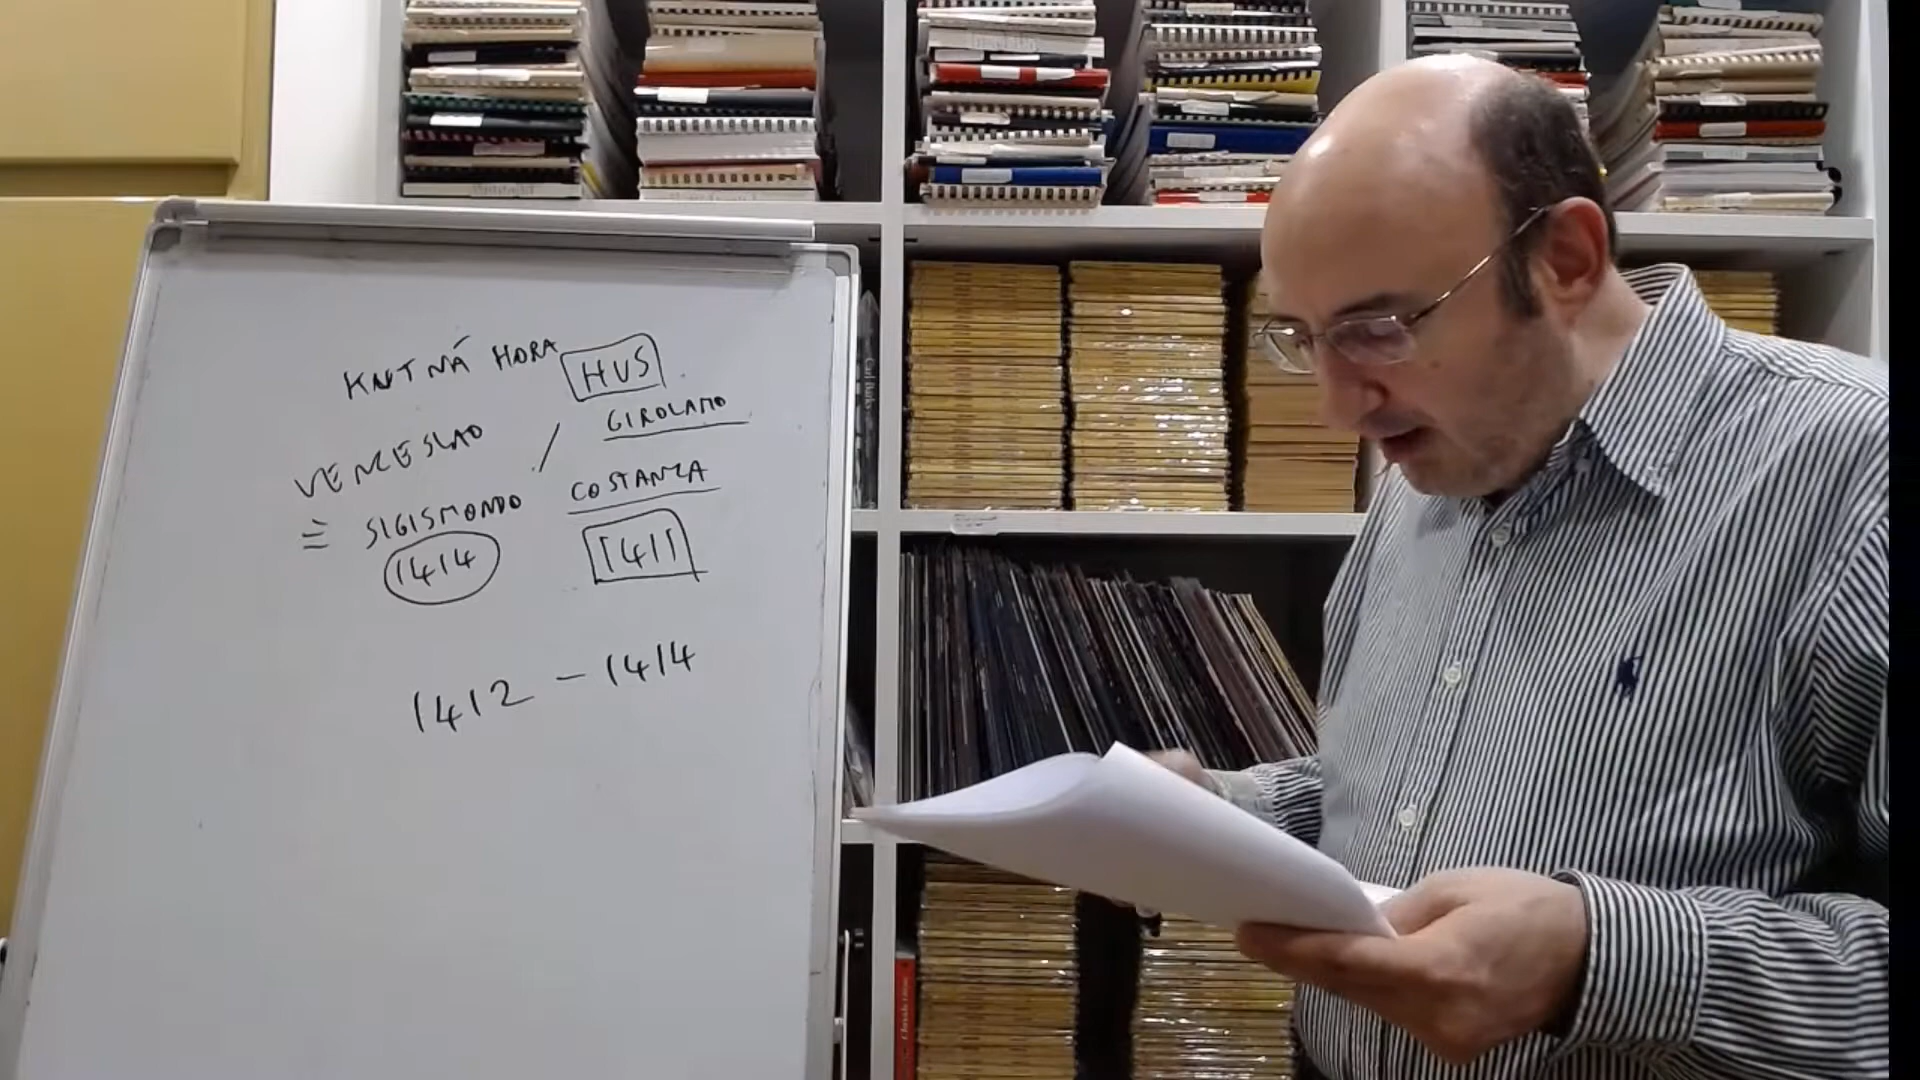 KUTNÁ HORA HUS
GIROLAMO
VENCESLAO /
= SIGISMONDO COSTANZA
1414 1411
1412 - 1414